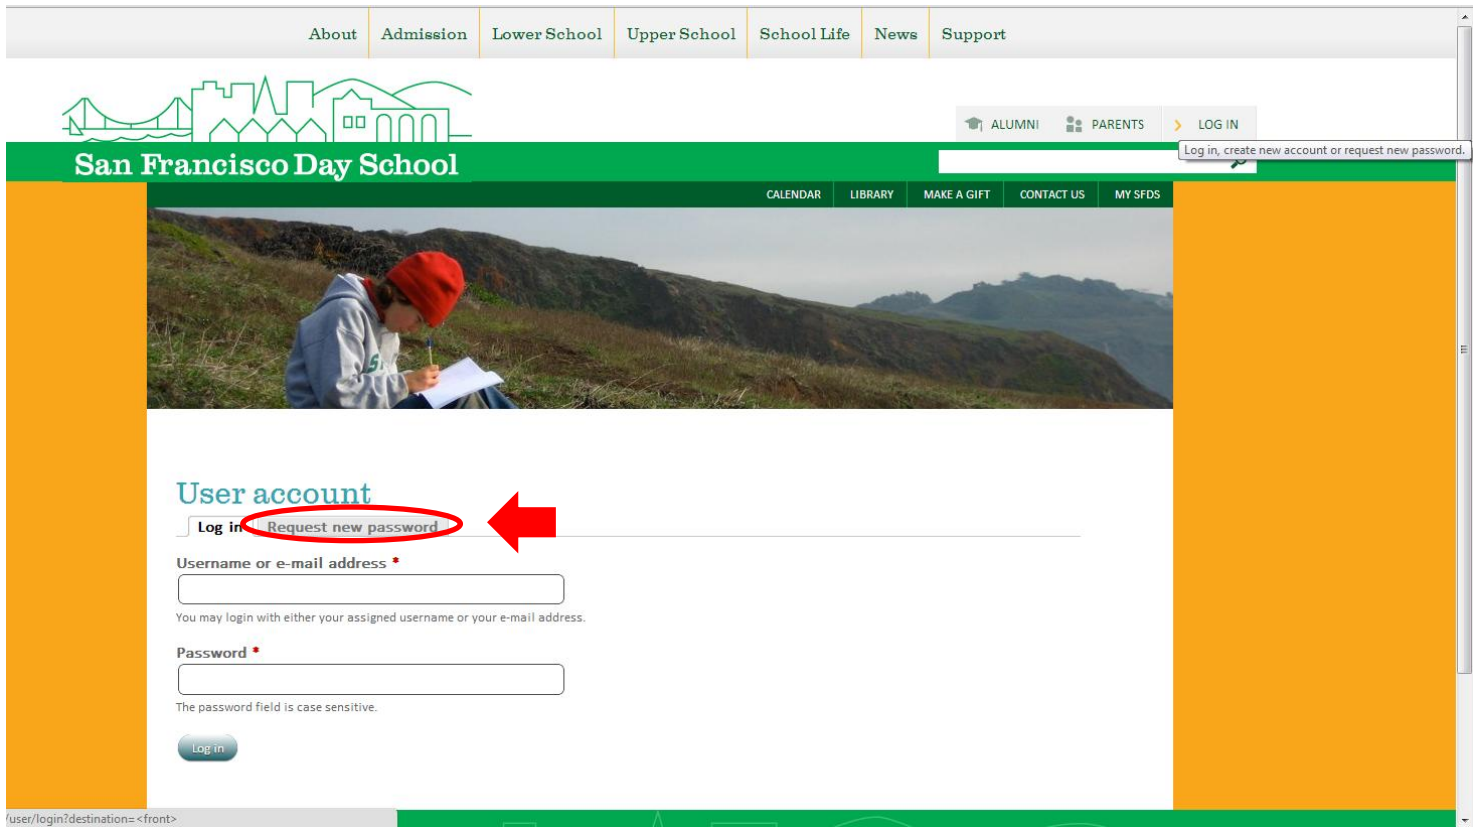 About Admission Lower School Upper School School Life News Support
ALUMNI PARENTS LOG IN
Log in, create new account or request new password.
San Francisco Day School
CALENDAR LIBRARY MAKE A GIFT CONTACT US MY SFDS
User account
Log in Request new password
Username or e-mail address *
You may login with either your assigned username or your e-mail address.
Password *
The password field is case sensitive.
Log in
/user/login?destination=<front>